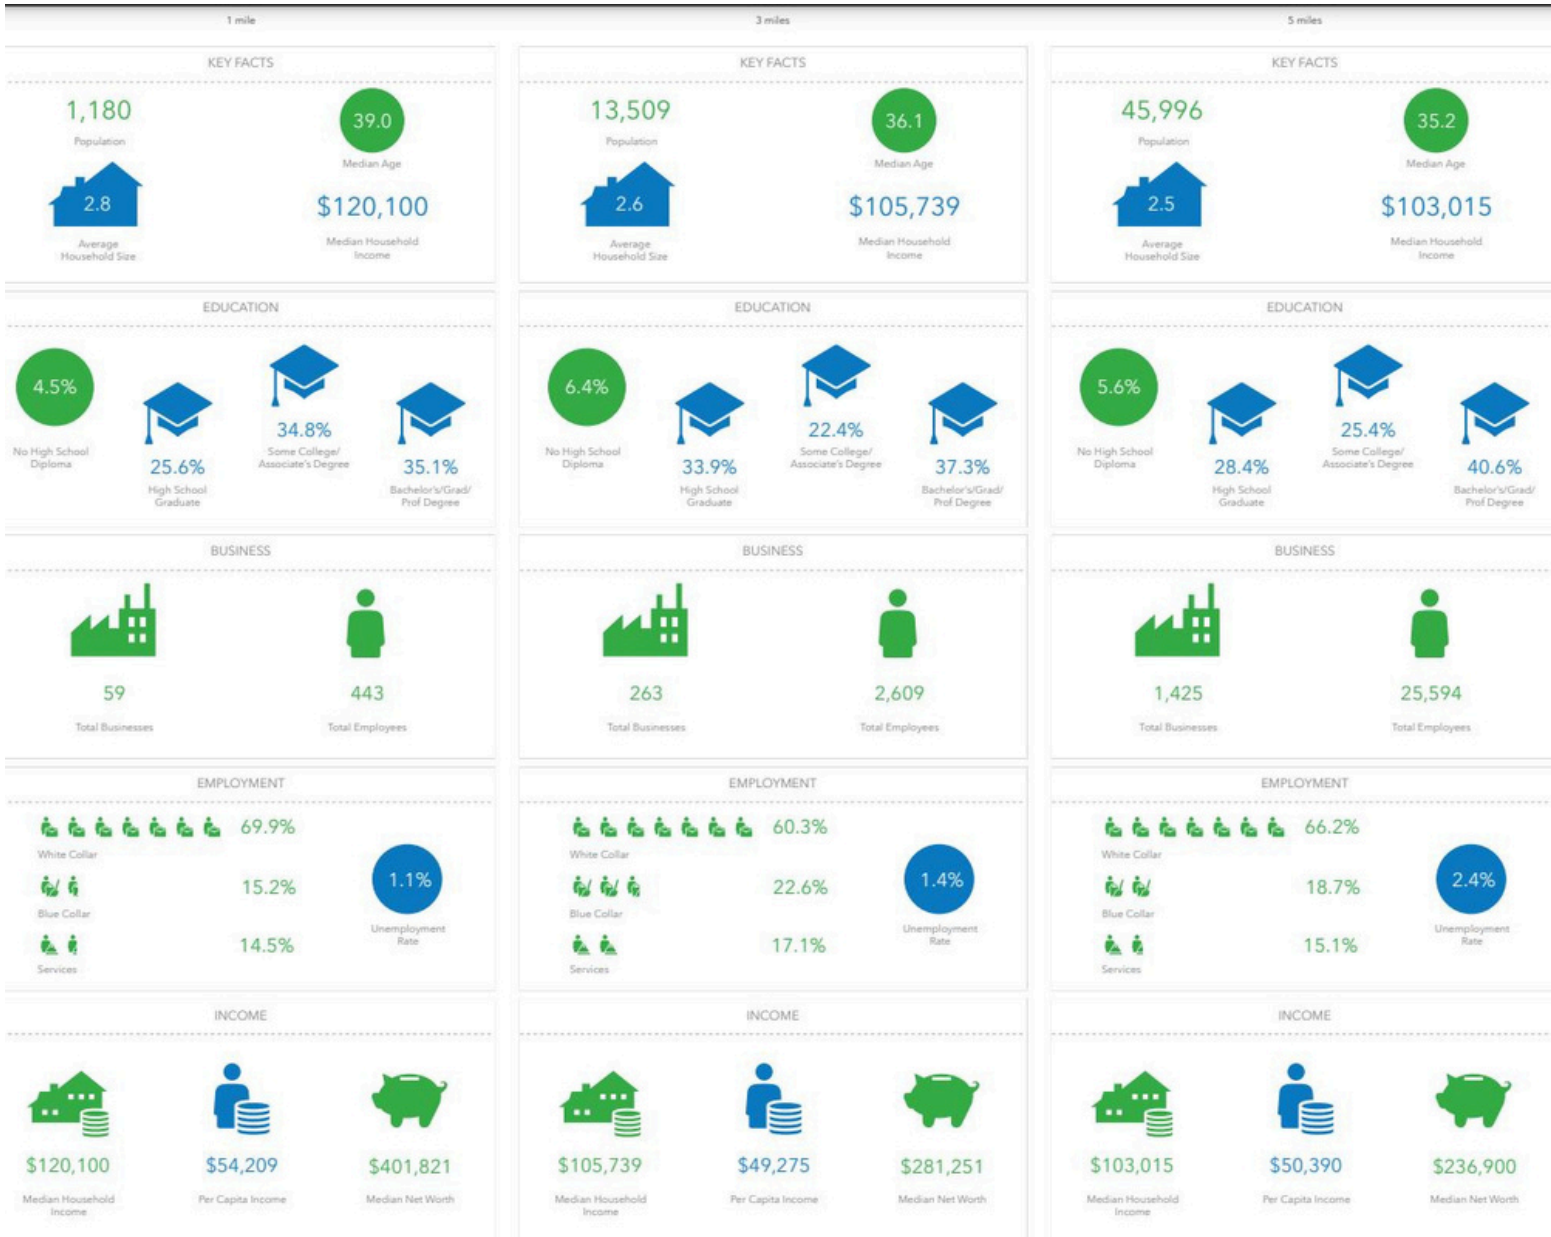 1 mile
3 miles
5 miles
KEY FACTS
1,180
Population
39.0
Median Age
2.8
Average
Household Size
$120,100
Median Household
Income
KEY FACTS
13,509
Population
36.1
Median Age
2.6
Average
Household Size
$105,739
Median Household
Income
KEY FACTS
45,996
Population
35.2
Median Age
2.5
Average
Household Size
$103,015
Median Household
Income
EDUCATION
4.5%
No High School
Diploma
25.6%
High School
Graduate
34.8%
Some College/
Associate's Degree
35.1%
Bachelor's/Grad/
Prof Degree
EDUCATION
6.4%
No High School
Diploma
33.9%
High School
Graduate
22.4%
Some College/
Associate's Degree
37.3%
Bachelor's/Grad/
Prof Degree
EDUCATION
5.6%
No High School
Diploma
28.4%
High School
Graduate
25.4%
Some College/
Associate's Degree
40.6%
Bachelor's/Grad/
Prof Degree
BUSINESS
59
Total Businesses
443
Total Employees
BUSINESS
263
Total Businesses
2,609
Total Employees
BUSINESS
1,425
Total Businesses
25,594
Total Employees
EMPLOYMENT
69.9%
White Collar
15.2%
Blue Collar
14.5%
Services
1.1%
Unemployment
Rate
EMPLOYMENT
60.3%
White Collar
22.6%
Blue Collar
17.1%
Services
1.4%
Unemployment
Rate
EMPLOYMENT
66.2%
White Collar
18.7%
Blue Collar
15.1%
Services
2.4%
Unemployment
Rate
INCOME
$120,100
Median Household
Income
$54,209
Per Capita Income
$401,821
Median Net Worth
INCOME
$105,739
Median Household
Income
$49,275
Per Capita Income
$281,251
Median Net Worth
INCOME
$103,015
Median Household
Income
$50,390
Per Capita Income
$236,900
Median Net Worth